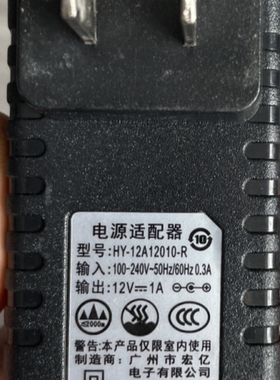 电源适配器
10
型号:HY-12A12010-R
输入:100-240V~50Hz/60Hz 0.3A
输出:12V⎓1A
≤2000m
警告:本产品仅限室内使用
制造商:广州市宏亿
电子有限公司